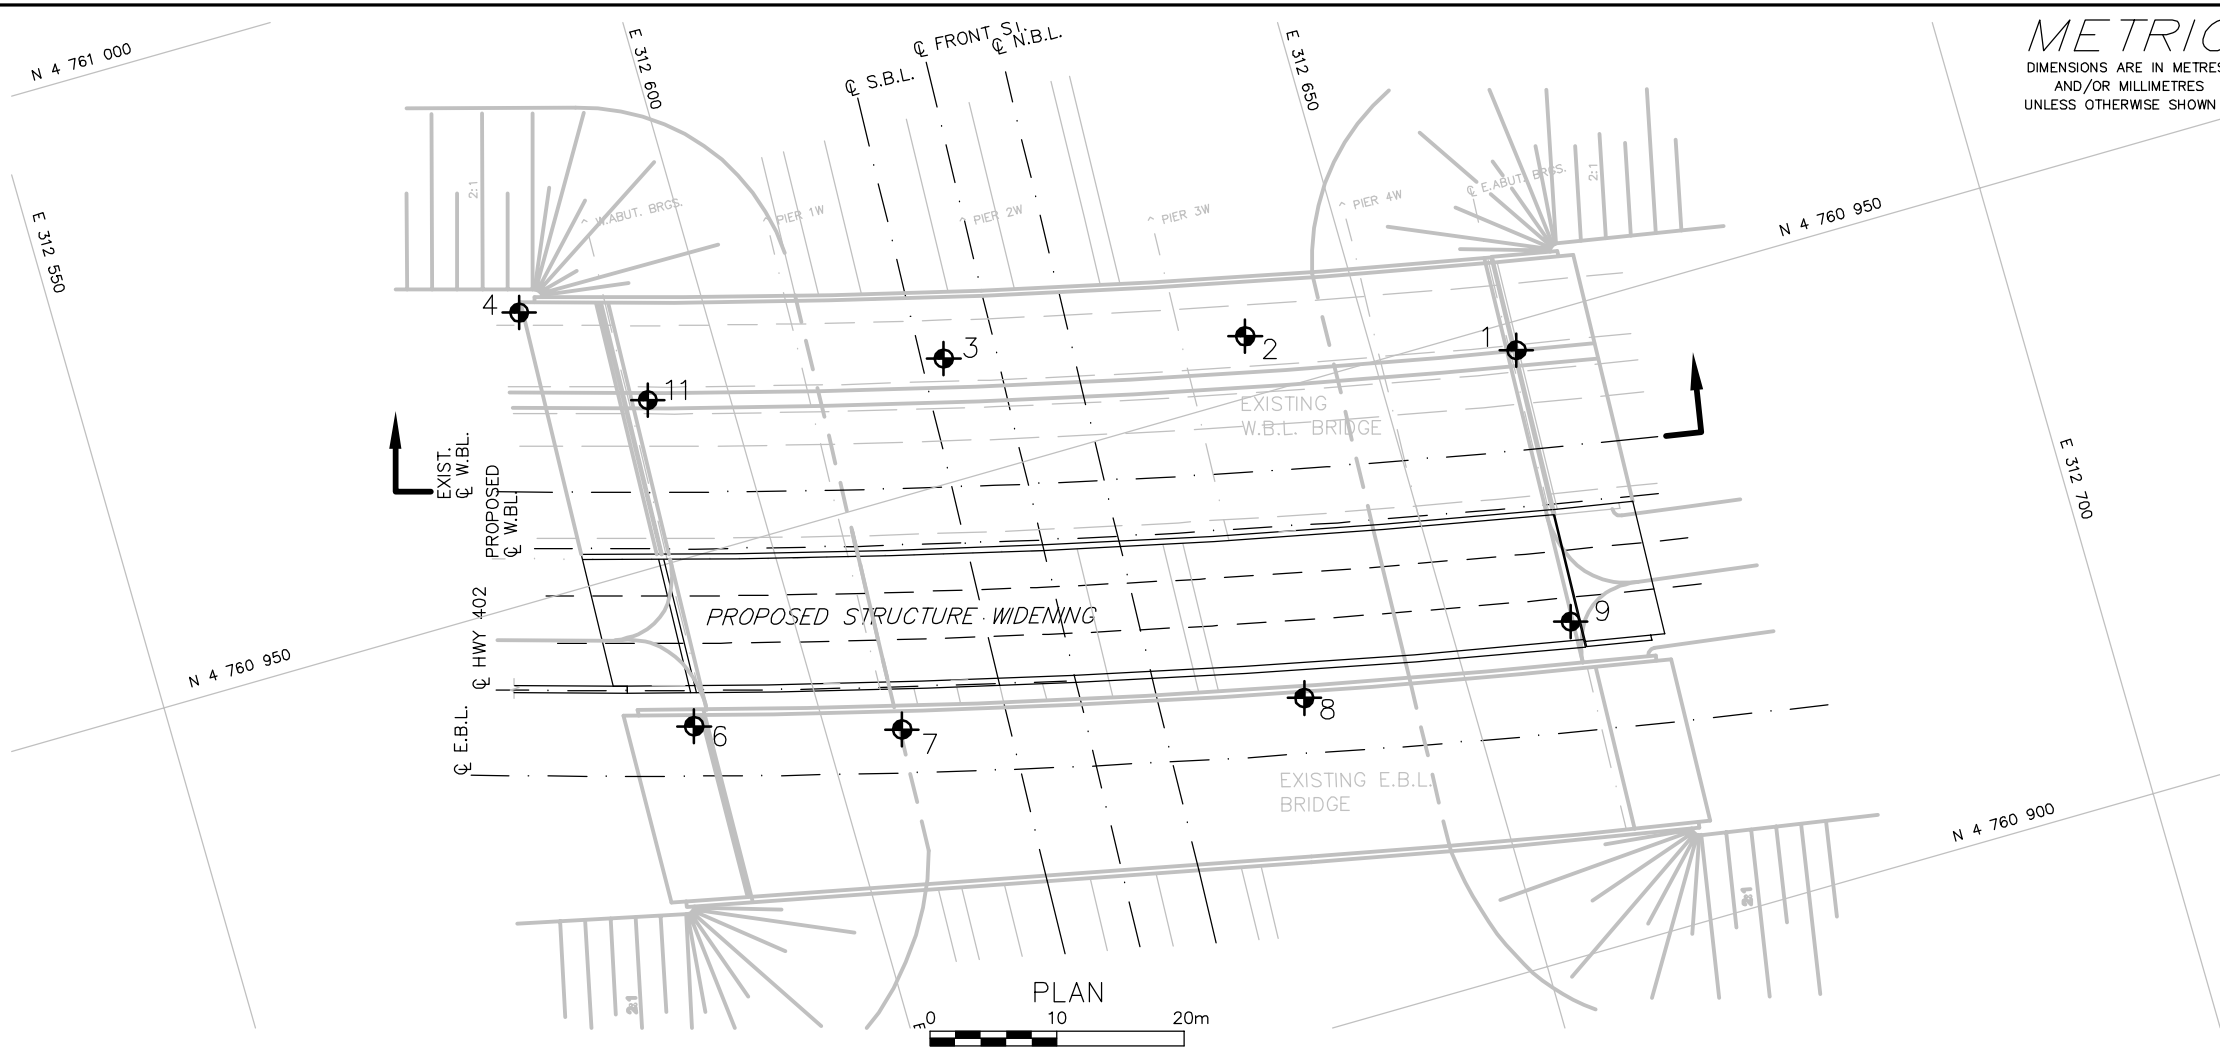 METRIC
DIMENSIONS ARE IN METRES
AND/OR MILLIMETRES
UNLESS OTHERWISE SHOWN
N 4 761 000
E 312 600
℄ S.B.L.
℄ FRONT ST.
℄ N.B.L.
E 312 650
E 312 550
2:1
W.ABUT. BRGS.
PIER 1W
PIER 2W
PIER 3W
PIER 4W
℄ E.ABUT. BRGS.
2:1
N 4 760 950
4
3
2
1
11
EXISTING
W.B.L. BRIDGE
EXIST.
℄ W.BL.
PROPOSED
℄ W.BL.
E 312 700
℄ HWY 402
PROPOSED STRUCTURE WIDENING
9
N 4 760 950
℄ E.B.L.
6
7
8
EXISTING E.B.L.
BRIDGE
N 4 760 900
2:1
2:1
PLAN
0 10 20m
E